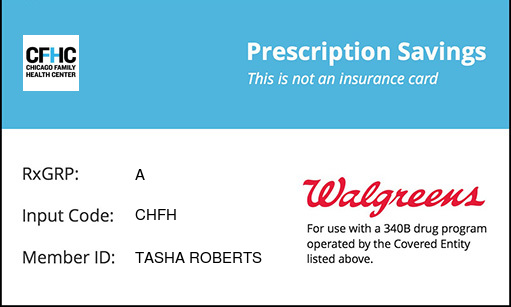 CFHC
CHICAGO FAMILY
HEALTH CENTER
Prescription Savings
This is not an insurance card
RxGRP: A
Input Code: CHFH
Member ID: TASHA ROBERTS
Walgreens
For use with a 340B drug program
operated by the Covered Entity
listed above.